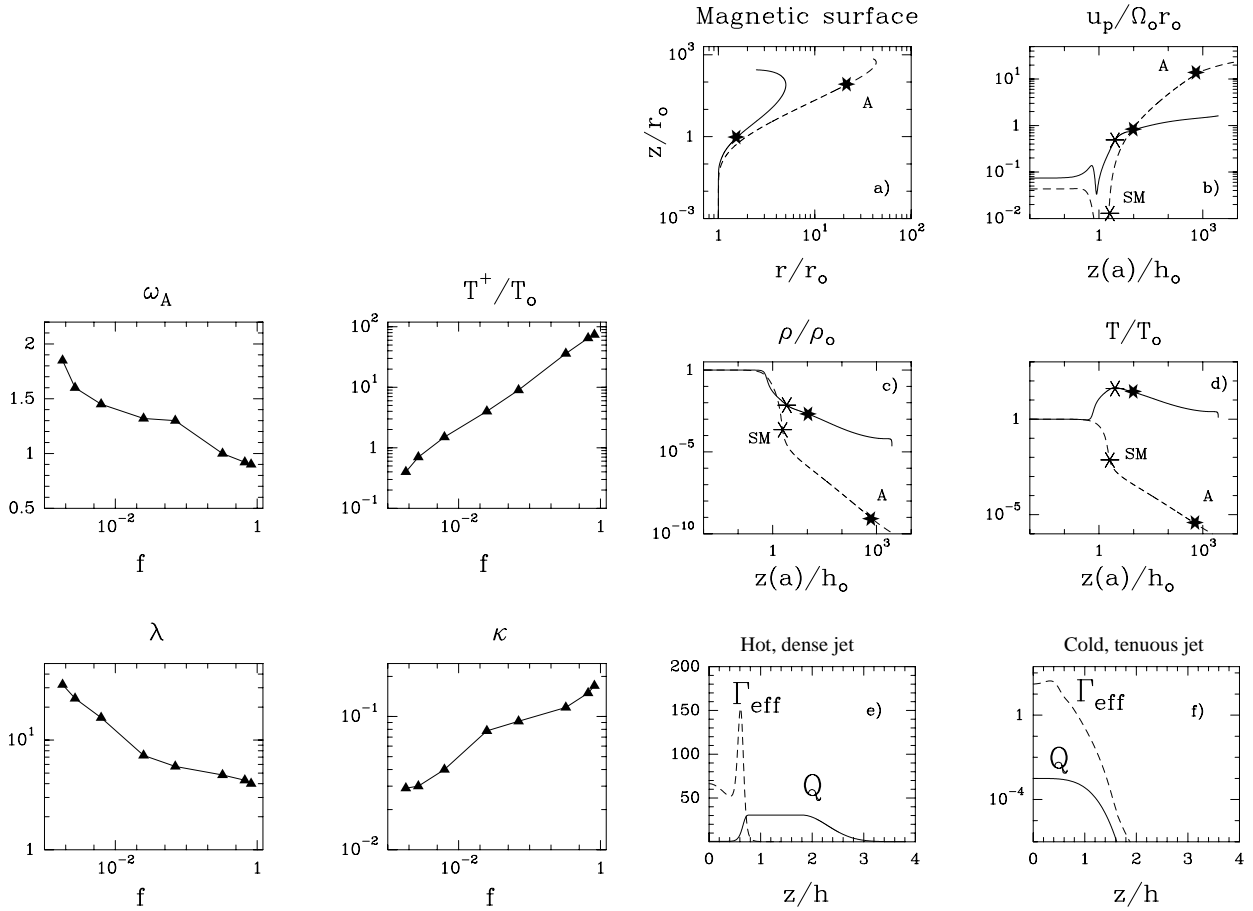 Magnetic surface
u_p/Ω_o r_o
10^3
1
10^-3
z/r_o
A
a)
1
10
10^2
r/r_o
10
1
10^-1
10^-2
A
SM
b)
1
10^3
z(a)/h_o
ω_A
2
1.5
1
0.5
10^-2
1
f
T^+/T_o
10^2
10
1
10^-1
10^-2
1
f
ρ/ρ_o
1
10^-5
10^-10
c)
SM
A
1
10^3
z(a)/h_o
T/T_o
1
10^-5
d)
SM
A
1
10^3
z(a)/h_o
λ
10
1
10^-2
1
f
κ
10^-1
10^-2
10^-2
1
f
Hot, dense jet
200
150
100
50
Γ_eff
e)
Q
0 1 2 3 4
z/h
Cold, tenuous jet
1
10^-4
Γ_eff
f)
Q
0 1 2 3 4
z/h